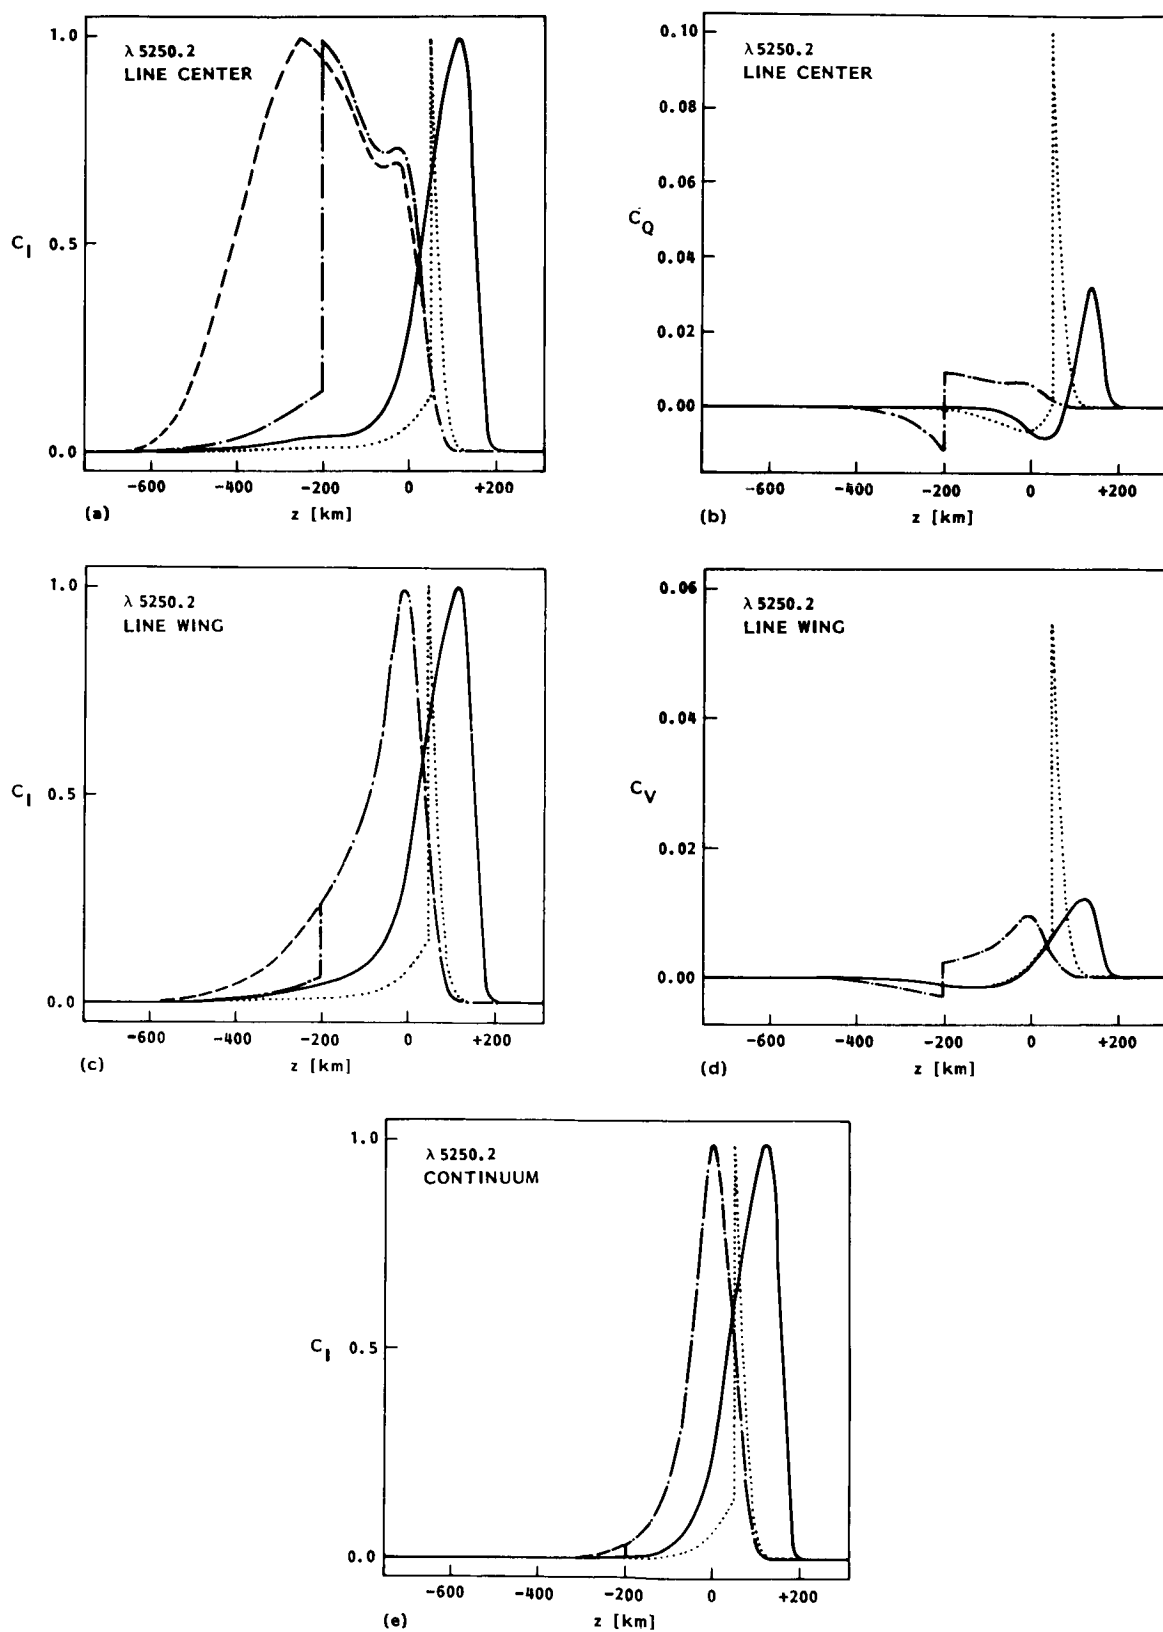 λ 5250.2
LINE CENTER
1.0
C_I 0.5
0.0
-600 -400 -200 0 +200
(a) z [km]
λ 5250.2
LINE CENTER
0.10
0.08
0.06
C_Q
0.04
0.02
0.00
-600 -400 -200 0 +200
(b) z [km]
λ 5250.2
LINE WING
1.0
C_I 0.5
0.0
-600 -400 -200 0 +200
(c) z [km]
λ 5250.2
LINE WING
0.06
0.04
C_V
0.02
0.00
-600 -400 -200 0 +200
(d) z [km]
λ 5250.2
CONTINUUM
1.0
C_I 0.5
0.0
-600 -400 -200 0 +200
(e) z [km]